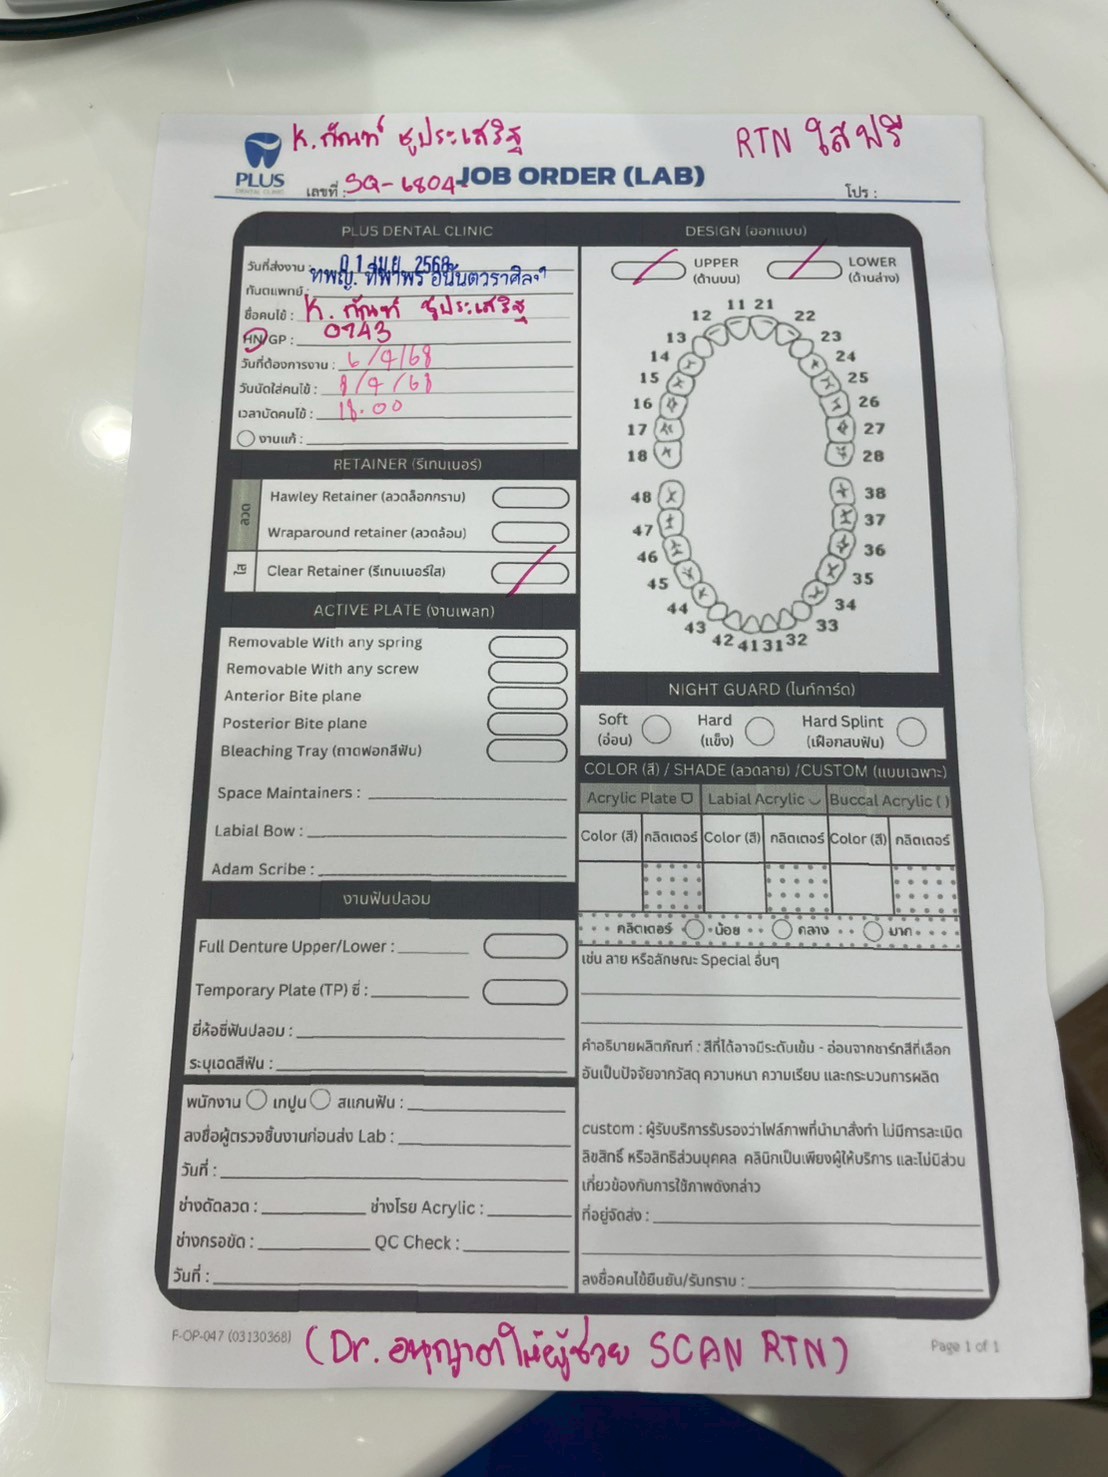 K. กัณฑ์ ชูประเสริฐ
RTN ใสฟรี
PLUS
DENTAL CLINIC
เลขที่ : SQ-6804-
JOB ORDER (LAB)
โปร :
PLUS DENTAL CLINIC
วันที่ส่งงาน : 01 เม.ย. 2568
ทันตแพทย์ : ทพญ. ทิพาพร
ชื่อคนไข้ : K. กัณฑ์ ชูประเสริฐ
HN/GP : 0743
วันที่ต้องการงาน : 6/4/68
วันนัดใส่คนไข้ : 8/4/68
เวลานัดคนไข้ : 18.00
งานแก้ :
RETAINER (รีเทนเนอร์)
ลวด
Hawley Retainer (ลวดล็อกกราม)
Wraparound retainer (ลวดล้อม)
ใส
Clear Retainer (รีเทนเนอร์ใส)
ACTIVE PLATE (งานเพลท)
Removable With any spring
Removable With any screw
Anterior Bite plane
Posterior Bite plane
Bleaching Tray (ถาดฟอกสีฟัน)
Space Maintainers :
Labial Bow :
Adam Scribe :
งานฟันปลอม
Full Denture Upper/Lower :
Temporary Plate (TP) ซี่ :
ยี่ห้อซี่ฟันปลอม :
ระบุเฉดสีฟัน :
พนักงาน เทปูน สแกนฟัน :
ลงชื่อผู้ตรวจชิ้นงานก่อนส่ง Lab :
วันที่ :
ช่างดัดลวด : ช่างโรย Acrylic :
ช่างกรอขัด : QC Check :
วันที่ :
DESIGN (ออกแบบ)
UPPER
(ด้านบน)
LOWER
(ด้านล่าง)
11 21
12 22
13 23
14 24
15 25
16 26
17 27
18 28
48 38
47 37
46 36
45 35
44 34
43 33
42 41 31 32
NIGHT GUARD (ไนท์การ์ด)
Soft
(อ่อน)
Hard
(แข็ง)
Hard Splint
(เฝือกสบฟัน)
COLOR (สี) / SHADE (ลวดลาย) /CUSTOM (แบบเฉพาะ)
Acrylic Plate Labial Acrylic Buccal Acrylic ( )
Color (สี) กลิตเตอร์ Color (สี) กลิตเตอร์ Color (สี) กลิตเตอร์
กลิตเตอร์ น้อย กลาง มาก
เช่น ลาย หรือลักษณะ Special อื่นๆ
คำอธิบายผลิตภัณฑ์ : สีที่ได้อาจมีระดับเข้ม - อ่อนจากชาร์ทสีที่เลือก
อันเป็นปัจจัยจากวัสดุ ความหนา ความเรียบ และกระบวนการผลิต
custom : ผู้รับบริการรับรองว่าไฟล์ภาพที่นำมาสั่งทำ ไม่มีการละเมิด
ลิขสิทธิ์ หรือสิทธิส่วนบุคคล คลินิกเป็นเพียงผู้ให้บริการ และไม่มีส่วน
เกี่ยวข้องกับการใช้ภาพดังกล่าว
ที่อยู่จัดส่ง :
ลงชื่อคนไข้ยืนยัน/รับทราบ :
F-OP-047 (03130368)
(Dr. อนุญาตให้ผู้ช่วย SCAN RTN)
Page 1 of 1